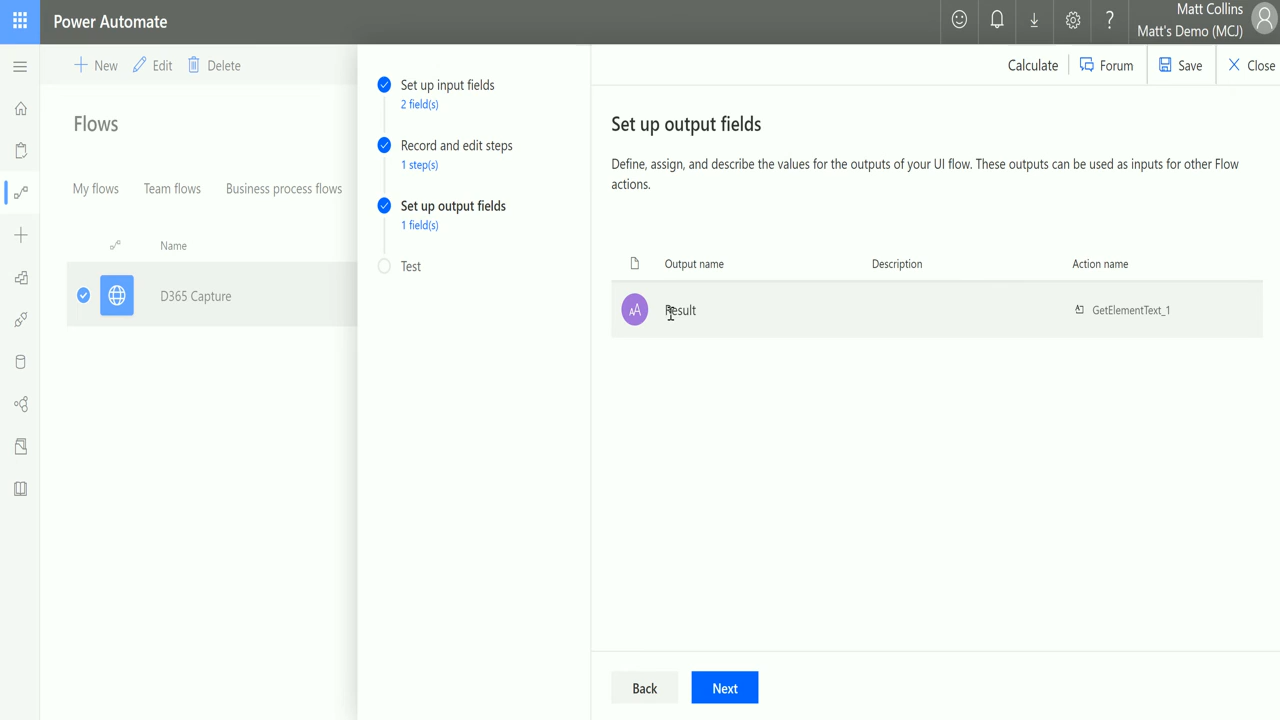 Power Automate
Matt Collins
Matt's Demo (MCJ)
New Edit Delete
Calculate Forum Save Close
Flows
My flows Team flows Business process flows
Name
D365 Capture
Set up input fields
2 field(s)
Record and edit steps
1 step(s)
Set up output fields
1 field(s)
Test
Set up output fields
Define, assign, and describe the values for the outputs of your UI flow. These outputs can be used as inputs for other Flow
actions.
Output name Description Action name
AA Result GetElementText_1
Back Next